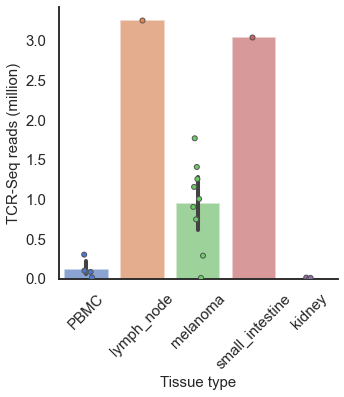 TCR-Seq reads (million)
3.0
2.5
2.0
1.5
1.0
0.5
0.0
PBMC
lymph_node
melanoma
small_intestine
kidney
Tissue type